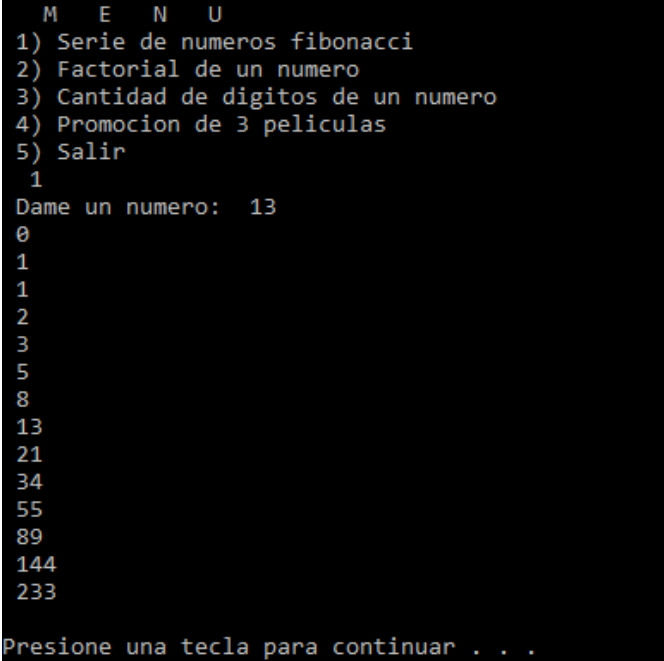 M E N U
1) Serie de numeros fibonacci
2) Factorial de un numero
3) Cantidad de digitos de un numero
4) Promocion de 3 peliculas
5) Salir
1
Dame un numero: 13
0
1
1
2
3
5
8
13
21
34
55
89
144
233
Presione una tecla para continuar . . .